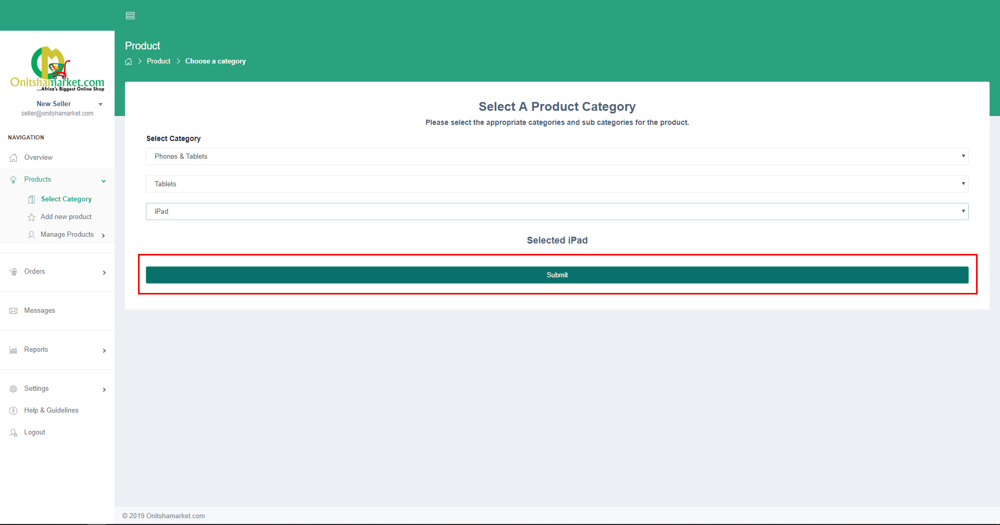 Product
Product
Choose a category
Onitshamarket.com
...Africa's Biggest Online Shop
New Seller
seller@onitshamarket.com
NAVIGATION
Overview
Products
Select Category
Add new product
Manage Products
Orders
Messages
Reports
Settings
Help & Guidelines
Logout
Select A Product Category
Please select the appropriate categories and sub categories for the product.
Select Category
Phones & Tablets
Tablets
iPad
Selected iPad
Submit
© 2019 Onitshamarket.com